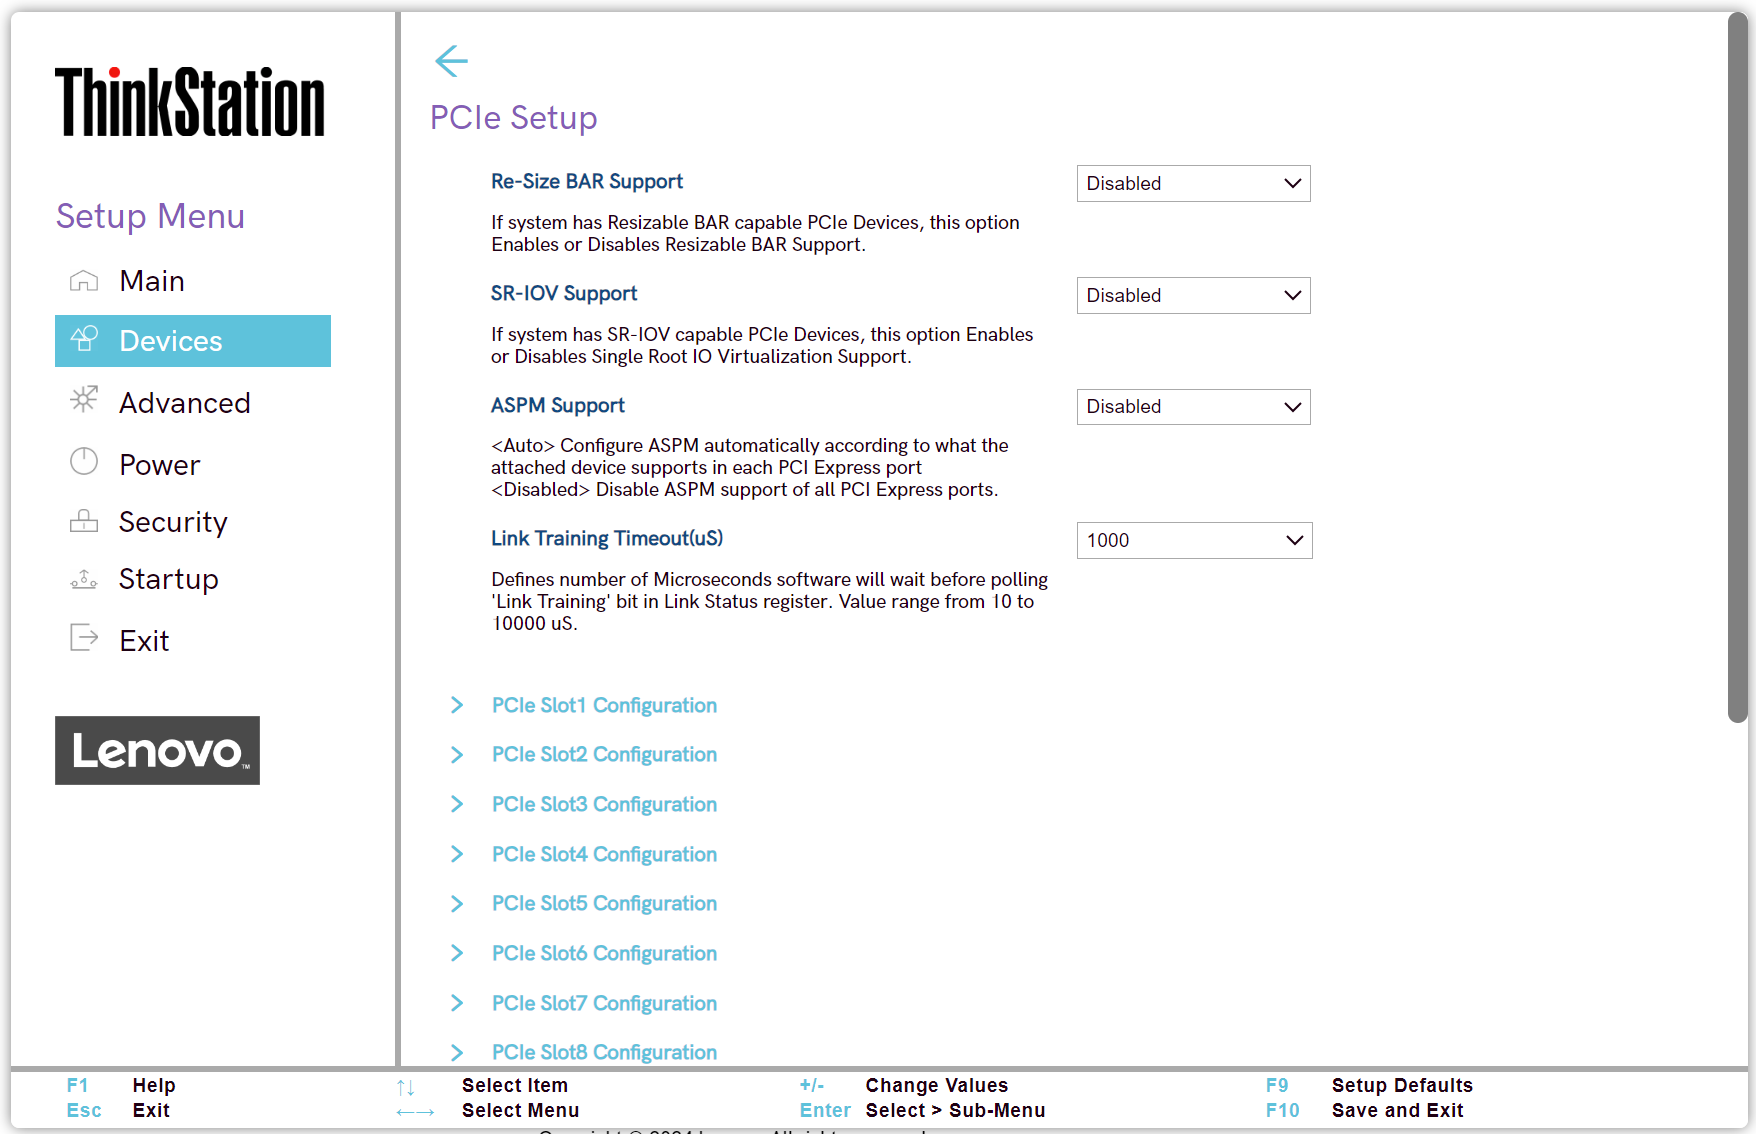 ThinkStation
Setup Menu
Main
Devices
Advanced
Power
Security
Startup
Exit
Lenovo™
PCIe Setup
Re-Size BAR Support
Disabled
If system has Resizable BAR capable PCIe Devices, this option
Enables or Disables Resizable BAR Support.
SR-IOV Support
Disabled
If system has SR-IOV capable PCIe Devices, this option Enables
or Disables Single Root IO Virtualization Support.
ASPM Support
Disabled
<Auto> Configure ASPM automatically according to what the
attached device supports in each PCI Express port
<Disabled> Disable ASPM support of all PCI Express ports.
Link Training Timeout(uS)
1000
Defines number of Microseconds software will wait before polling
'Link Training' bit in Link Status register. Value range from 10 to
10000 uS.
PCIe Slot1 Configuration
PCIe Slot2 Configuration
PCIe Slot3 Configuration
PCIe Slot4 Configuration
PCIe Slot5 Configuration
PCIe Slot6 Configuration
PCIe Slot7 Configuration
PCIe Slot8 Configuration
F1 Help ↑↓ Select Item +/- Change Values F9 Setup Defaults
Esc Exit ←→ Select Menu Enter Select > Sub-Menu F10 Save and Exit